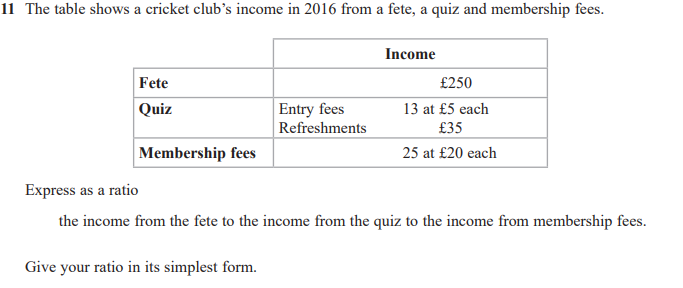 11 The table shows a cricket club's income in 2016 from a fete, a quiz and membership fees.
Income
Fete £250
Quiz Entry fees 13 at £5 each
Refreshments £35
Membership fees 25 at £20 each
Express as a ratio
the income from the fete to the income from the quiz to the income from membership fees.
Give your ratio in its simplest form.